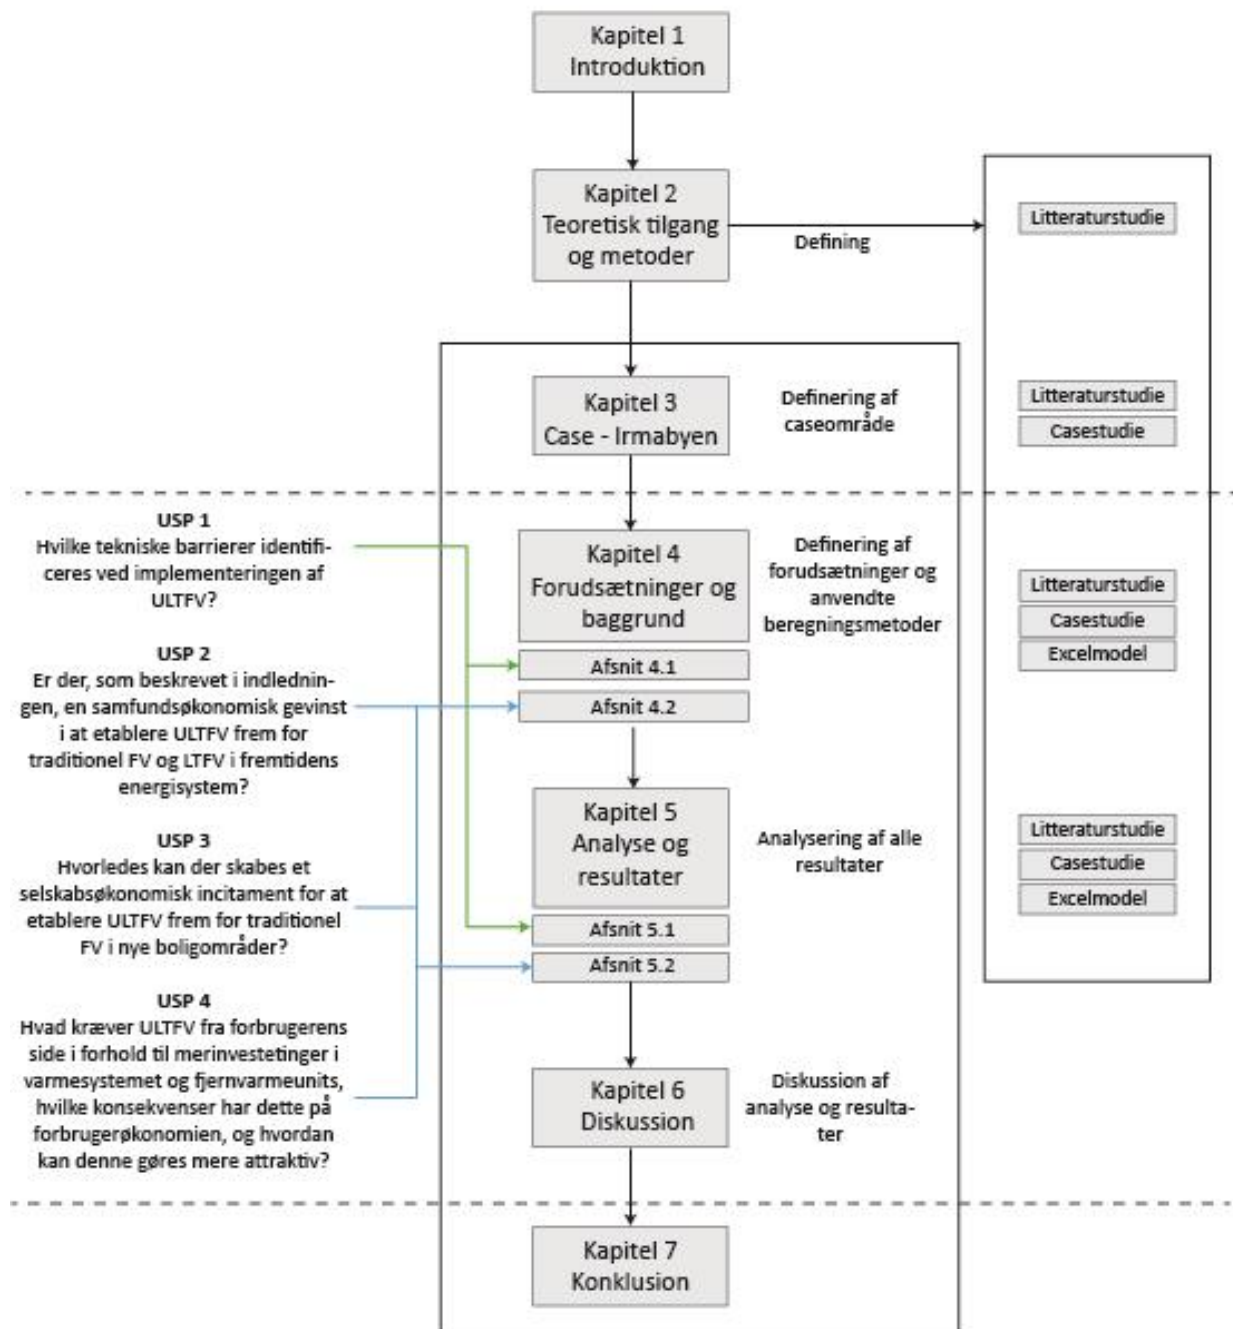 Kapitel 1
Introduktion
Kapitel 2
Teoretisk tilgang
og metoder
Defining
Litteraturstudie
Kapitel 3
Case - Irmabyen
Definering af
caseområde
Litteraturstudie
Casestudie
USP 1
Hvilke tekniske barrierer identifi-
ceres ved implementeringen af
ULTFV?
Kapitel 4
Forudsætninger og
baggrund
Definering af
forudsætninger og
anvendte
beregningsmetoder
Litteraturstudie
Casestudie
Excelmodel
Afsnit 4.1
Afsnit 4.2
USP 2
Er der, som beskrevet i indlednin-
gen, en samfundsøkonomisk gevinst
i at etablere ULTFV frem for
traditionel FV og LTFV i fremtidens
energisystem?
Kapitel 5
Analyse og
resultater
Analysering af alle
resultater
Litteraturstudie
Casestudie
Excelmodel
Afsnit 5.1
Afsnit 5.2
USP 3
Hvorledes kan der skabes et
selskabsøkonomisk incitament for at
etablere ULTFV frem for traditionel
FV i nye boligområder?
USP 4
Hvad kræver ULTFV fra forbrugerens
side i forhold til merinvestetinger i
varmesystemet og fjernvarmeunits,
hvilke konsekvenser har dette på
forbrugerøkonomien, og hvordan
kan denne gøres mere attraktiv?
Kapitel 6
Diskussion
Diskussion af
analyse og resulta-
ter
Kapitel 7
Konklusion